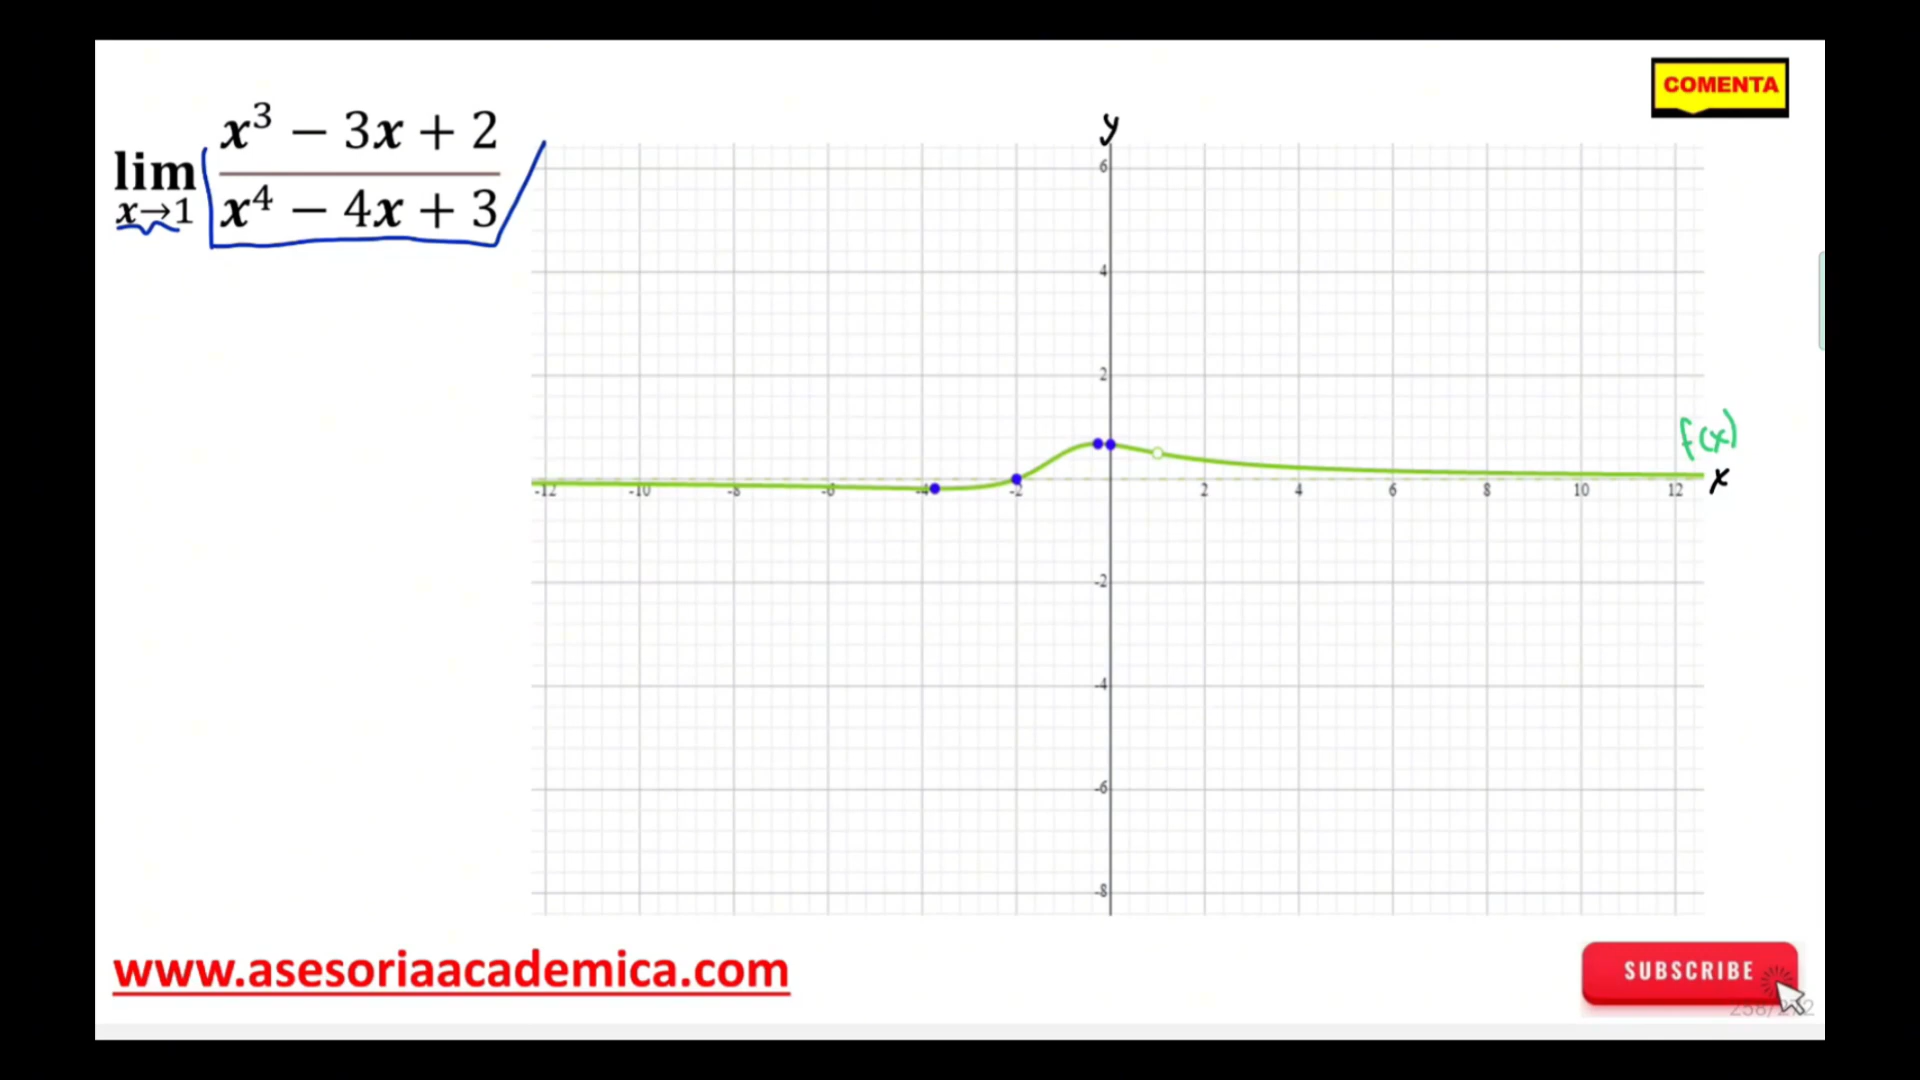 COMENTA
lim x→1 x³ − 3x + 2 / x⁴ − 4x + 3
y
6
4
2
f(x)
-12 -10 -8 -6 -4 -2 2 4 6 8 10 12 x
-2
-4
-6
-8
www.asesoriaacademica.com
SUBSCRIBE